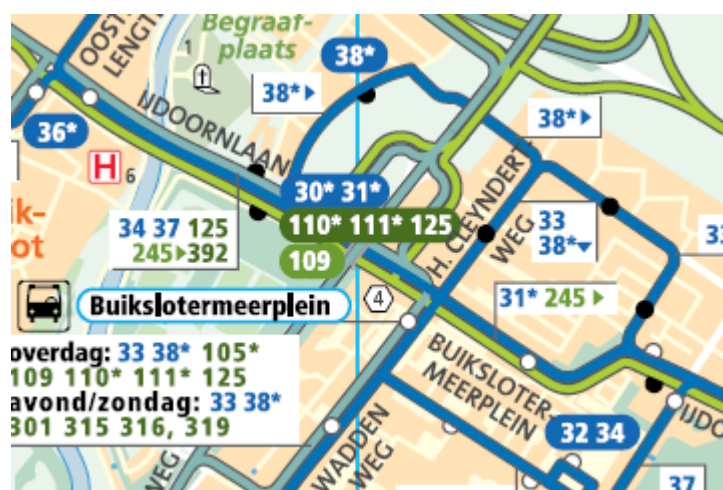 Begraaf-
plaats
1
OOST
LENGT
38*
38*
38*
IJDOORNLAAN
36*
H 6
30* 31*
110* 111* 125
109
34 37 125
245 392
ik-
ot
H. CLEYNDERT
WEG
33
38*
33
Buikslotermeerplein
4
31* 245
overdag: 33 38* 105*
109 110* 111* 125
avond/zondag: 33 38*
301 315 316, 319
BUIKSLOTER-
MEERPLEIN
IJDO
32 34
WADDEN
WEG
WEG
37